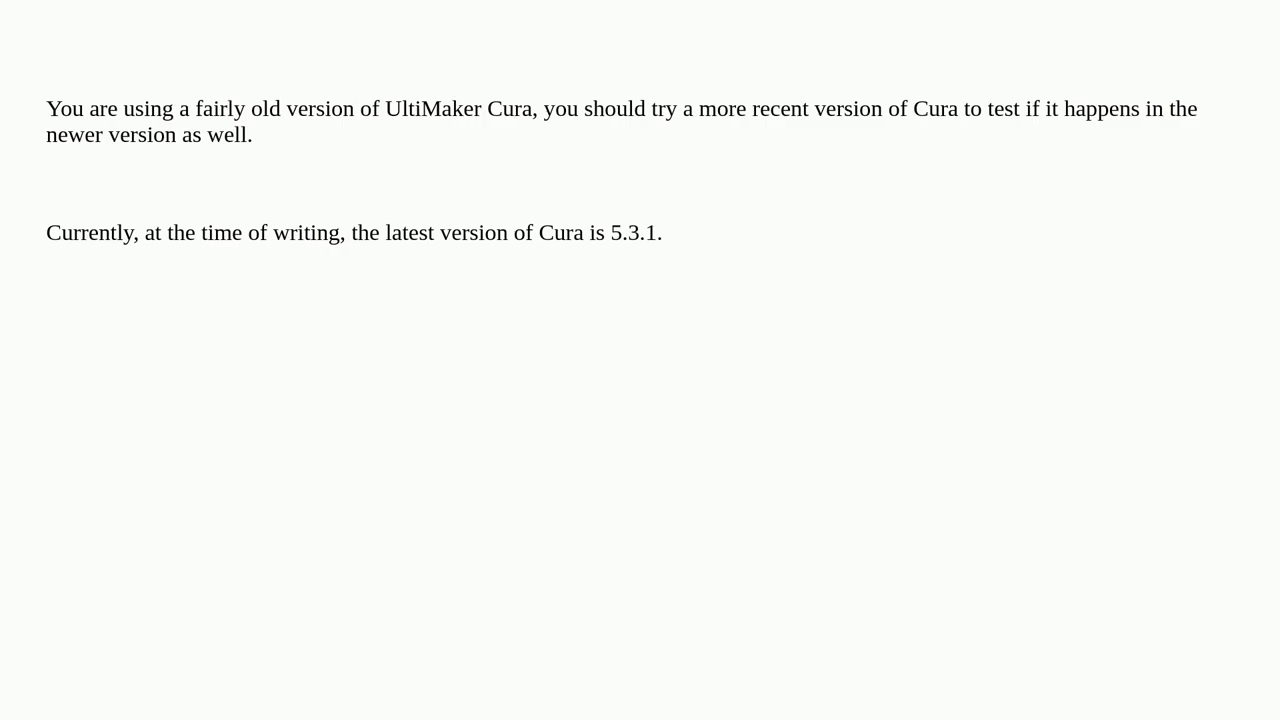 You are using a fairly old version of UltiMaker Cura, you should try a more recent version of Cura to test if it happens in the
newer version as well.
Currently, at the time of writing, the latest version of Cura is 5.3.1.